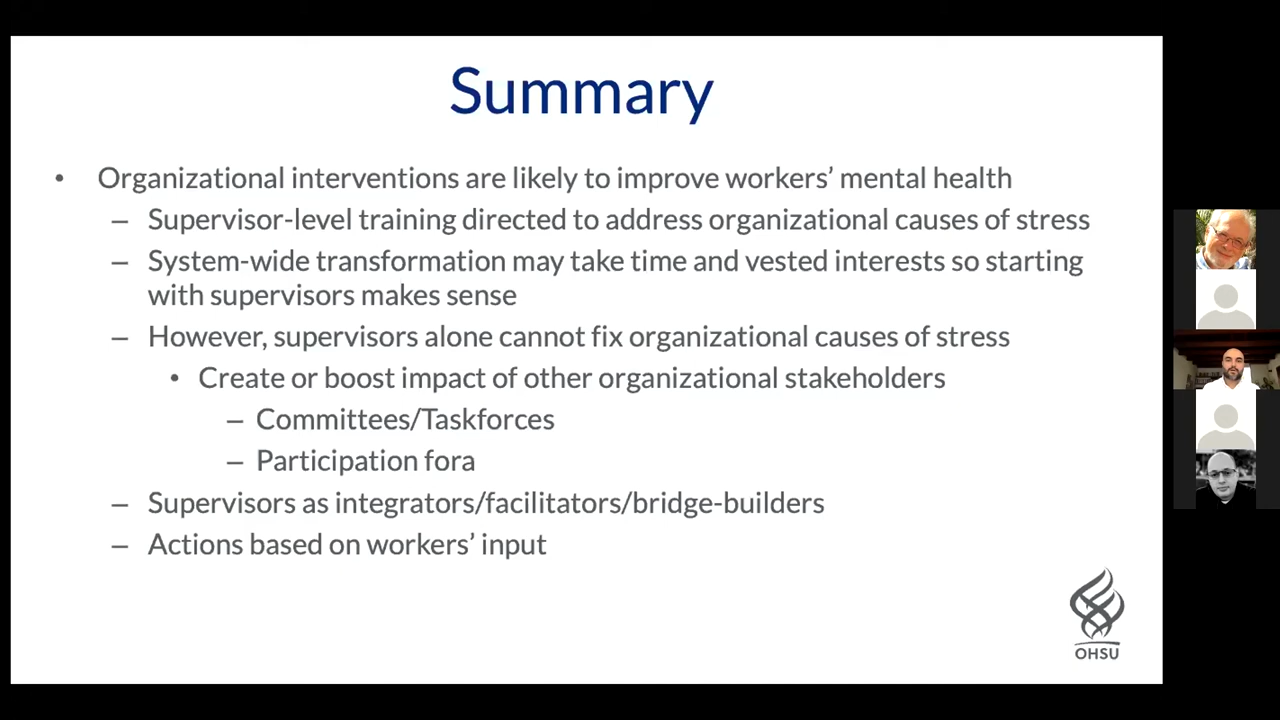 Summary
• Organizational interventions are likely to improve workers’ mental health
– Supervisor-level training directed to address organizational causes of stress
– System-wide transformation may take time and vested interests so starting
with supervisors makes sense
– However, supervisors alone cannot fix organizational causes of stress
• Create or boost impact of other organizational stakeholders
– Committees/Taskforces
– Participation fora
– Supervisors as integrators/facilitators/bridge-builders
– Actions based on workers’ input
OHSU